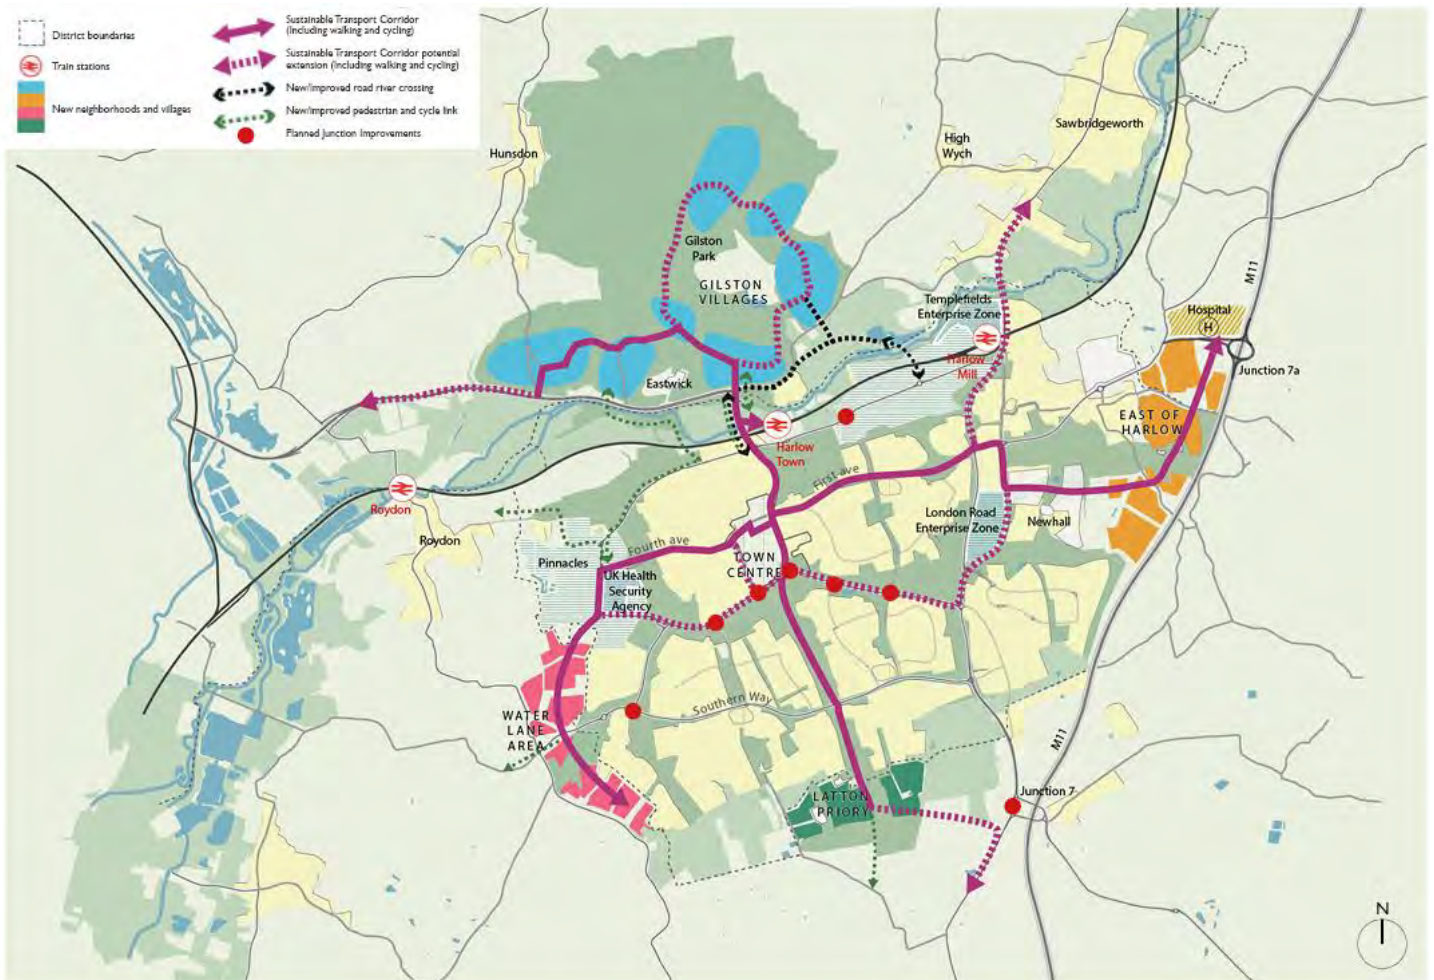 District boundaries
Train stations
New neighborhoods and villages
Sustainable Transport Corridor
(Including walking and cycling)
Sustainable Transport Corridor potential
extension (Including walking and cycling)
New/improved road river crossing
New/improved pedestrian and cycle link
Planned Junction Improvements
Hunsdon
High
Wych
Sawbridgeworth
Gilston
Park
GILSTON
VILLAGES
Templefields
Enterprise Zone
Harlow
Mill
M11
Hospital
H
Junction 7a
Eastwick
EAST OF
HARLOW
Harlow
Town
First ave
Roydon
Roydon
London Road
Enterprise Zone
Newhall
Fourth ave
Pinnacles
TOWN
CENTRE
UK Health
Security
Agency
Southern Way
WATER
LANE
AREA
M11
LATTON
PRIORY
Junction 7
N